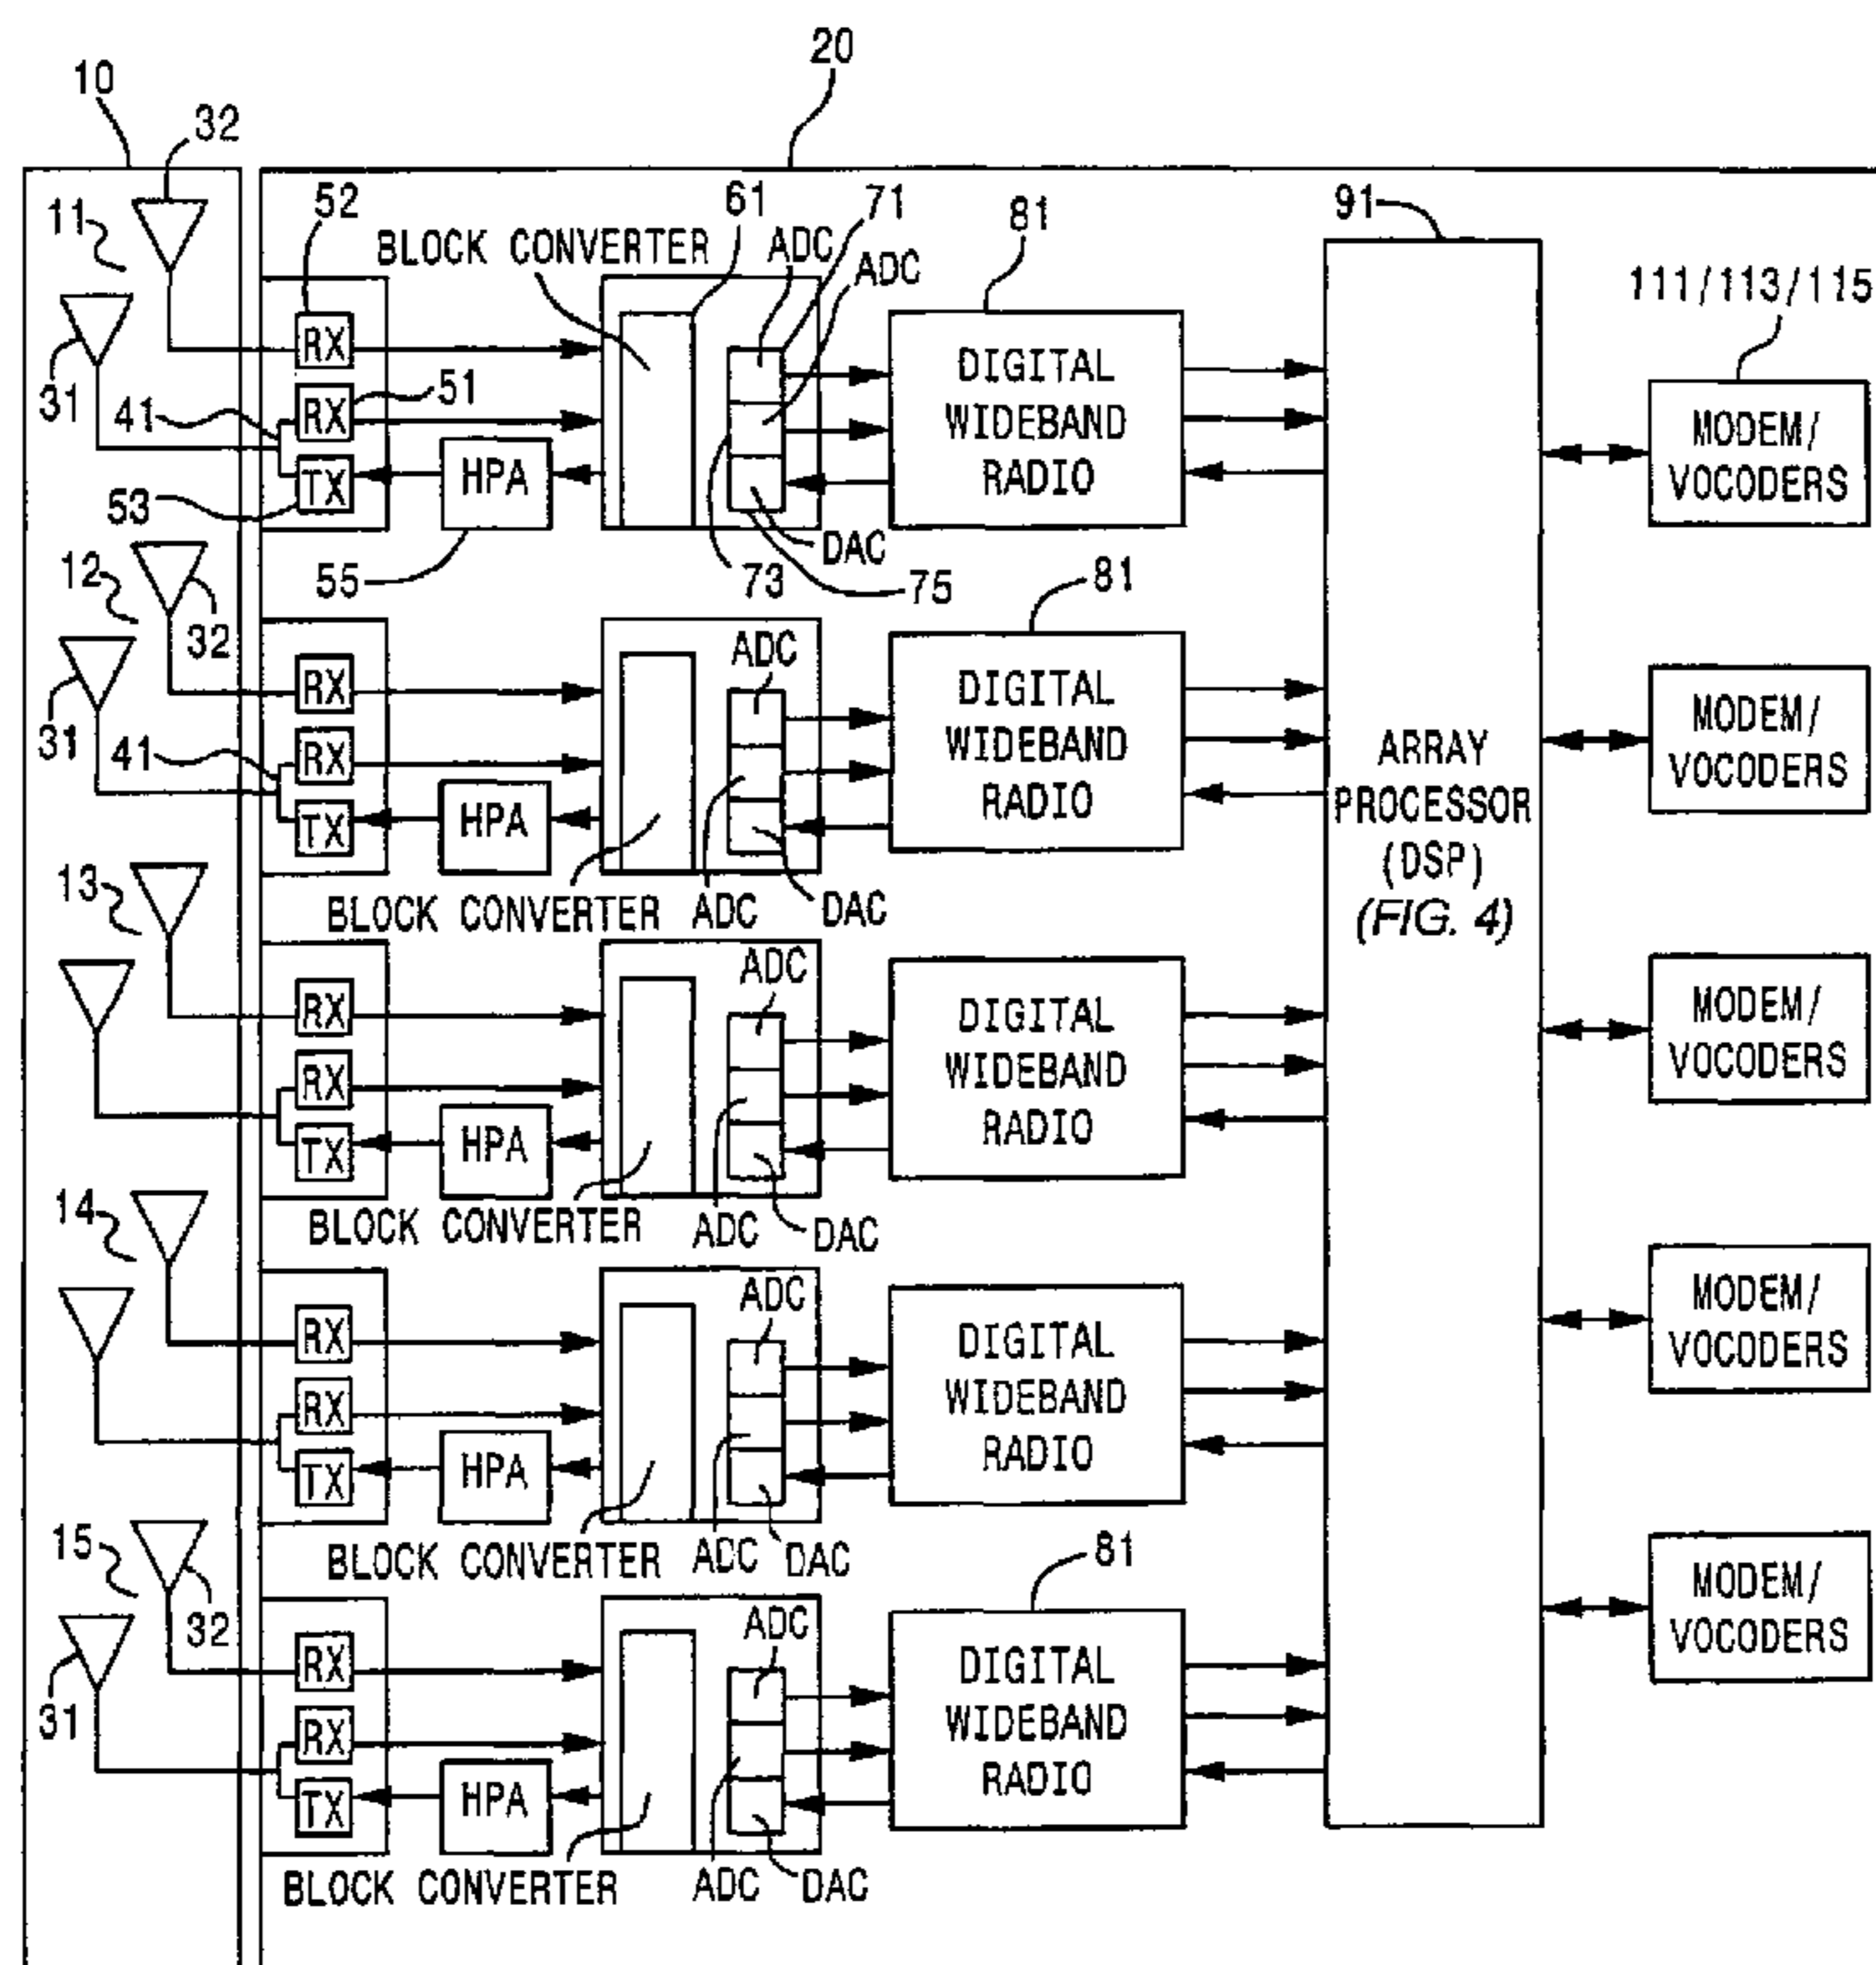 20
10
32
11
52
61
71
81
91
BLOCK CONVERTER
ADC
ADC
111/113/115
RX
31
41
RX
51
TX
53
HPA
55
73
DAC
75
DIGITAL
WIDEBAND
RADIO
MODEM/
VOCODERS
12
32
31
41
RX
RX
TX
HPA
ADC
BLOCK CONVERTER
ADC
DAC
81
DIGITAL
WIDEBAND
RADIO
ARRAY
PROCESSOR
(DSP)
(FIG. 4)
MODEM/
VOCODERS
13
RX
RX
TX
HPA
ADC
BLOCK CONVERTER
ADC
DAC
DIGITAL
WIDEBAND
RADIO
MODEM/
VOCODERS
14
RX
RX
TX
HPA
ADC
BLOCK CONVERTER
ADC
DAC
DIGITAL
WIDEBAND
RADIO
MODEM/
VOCODERS
15
32
31
RX
RX
TX
HPA
ADC
BLOCK CONVERTER
ADC
DAC
81
DIGITAL
WIDEBAND
RADIO
MODEM/
VOCODERS